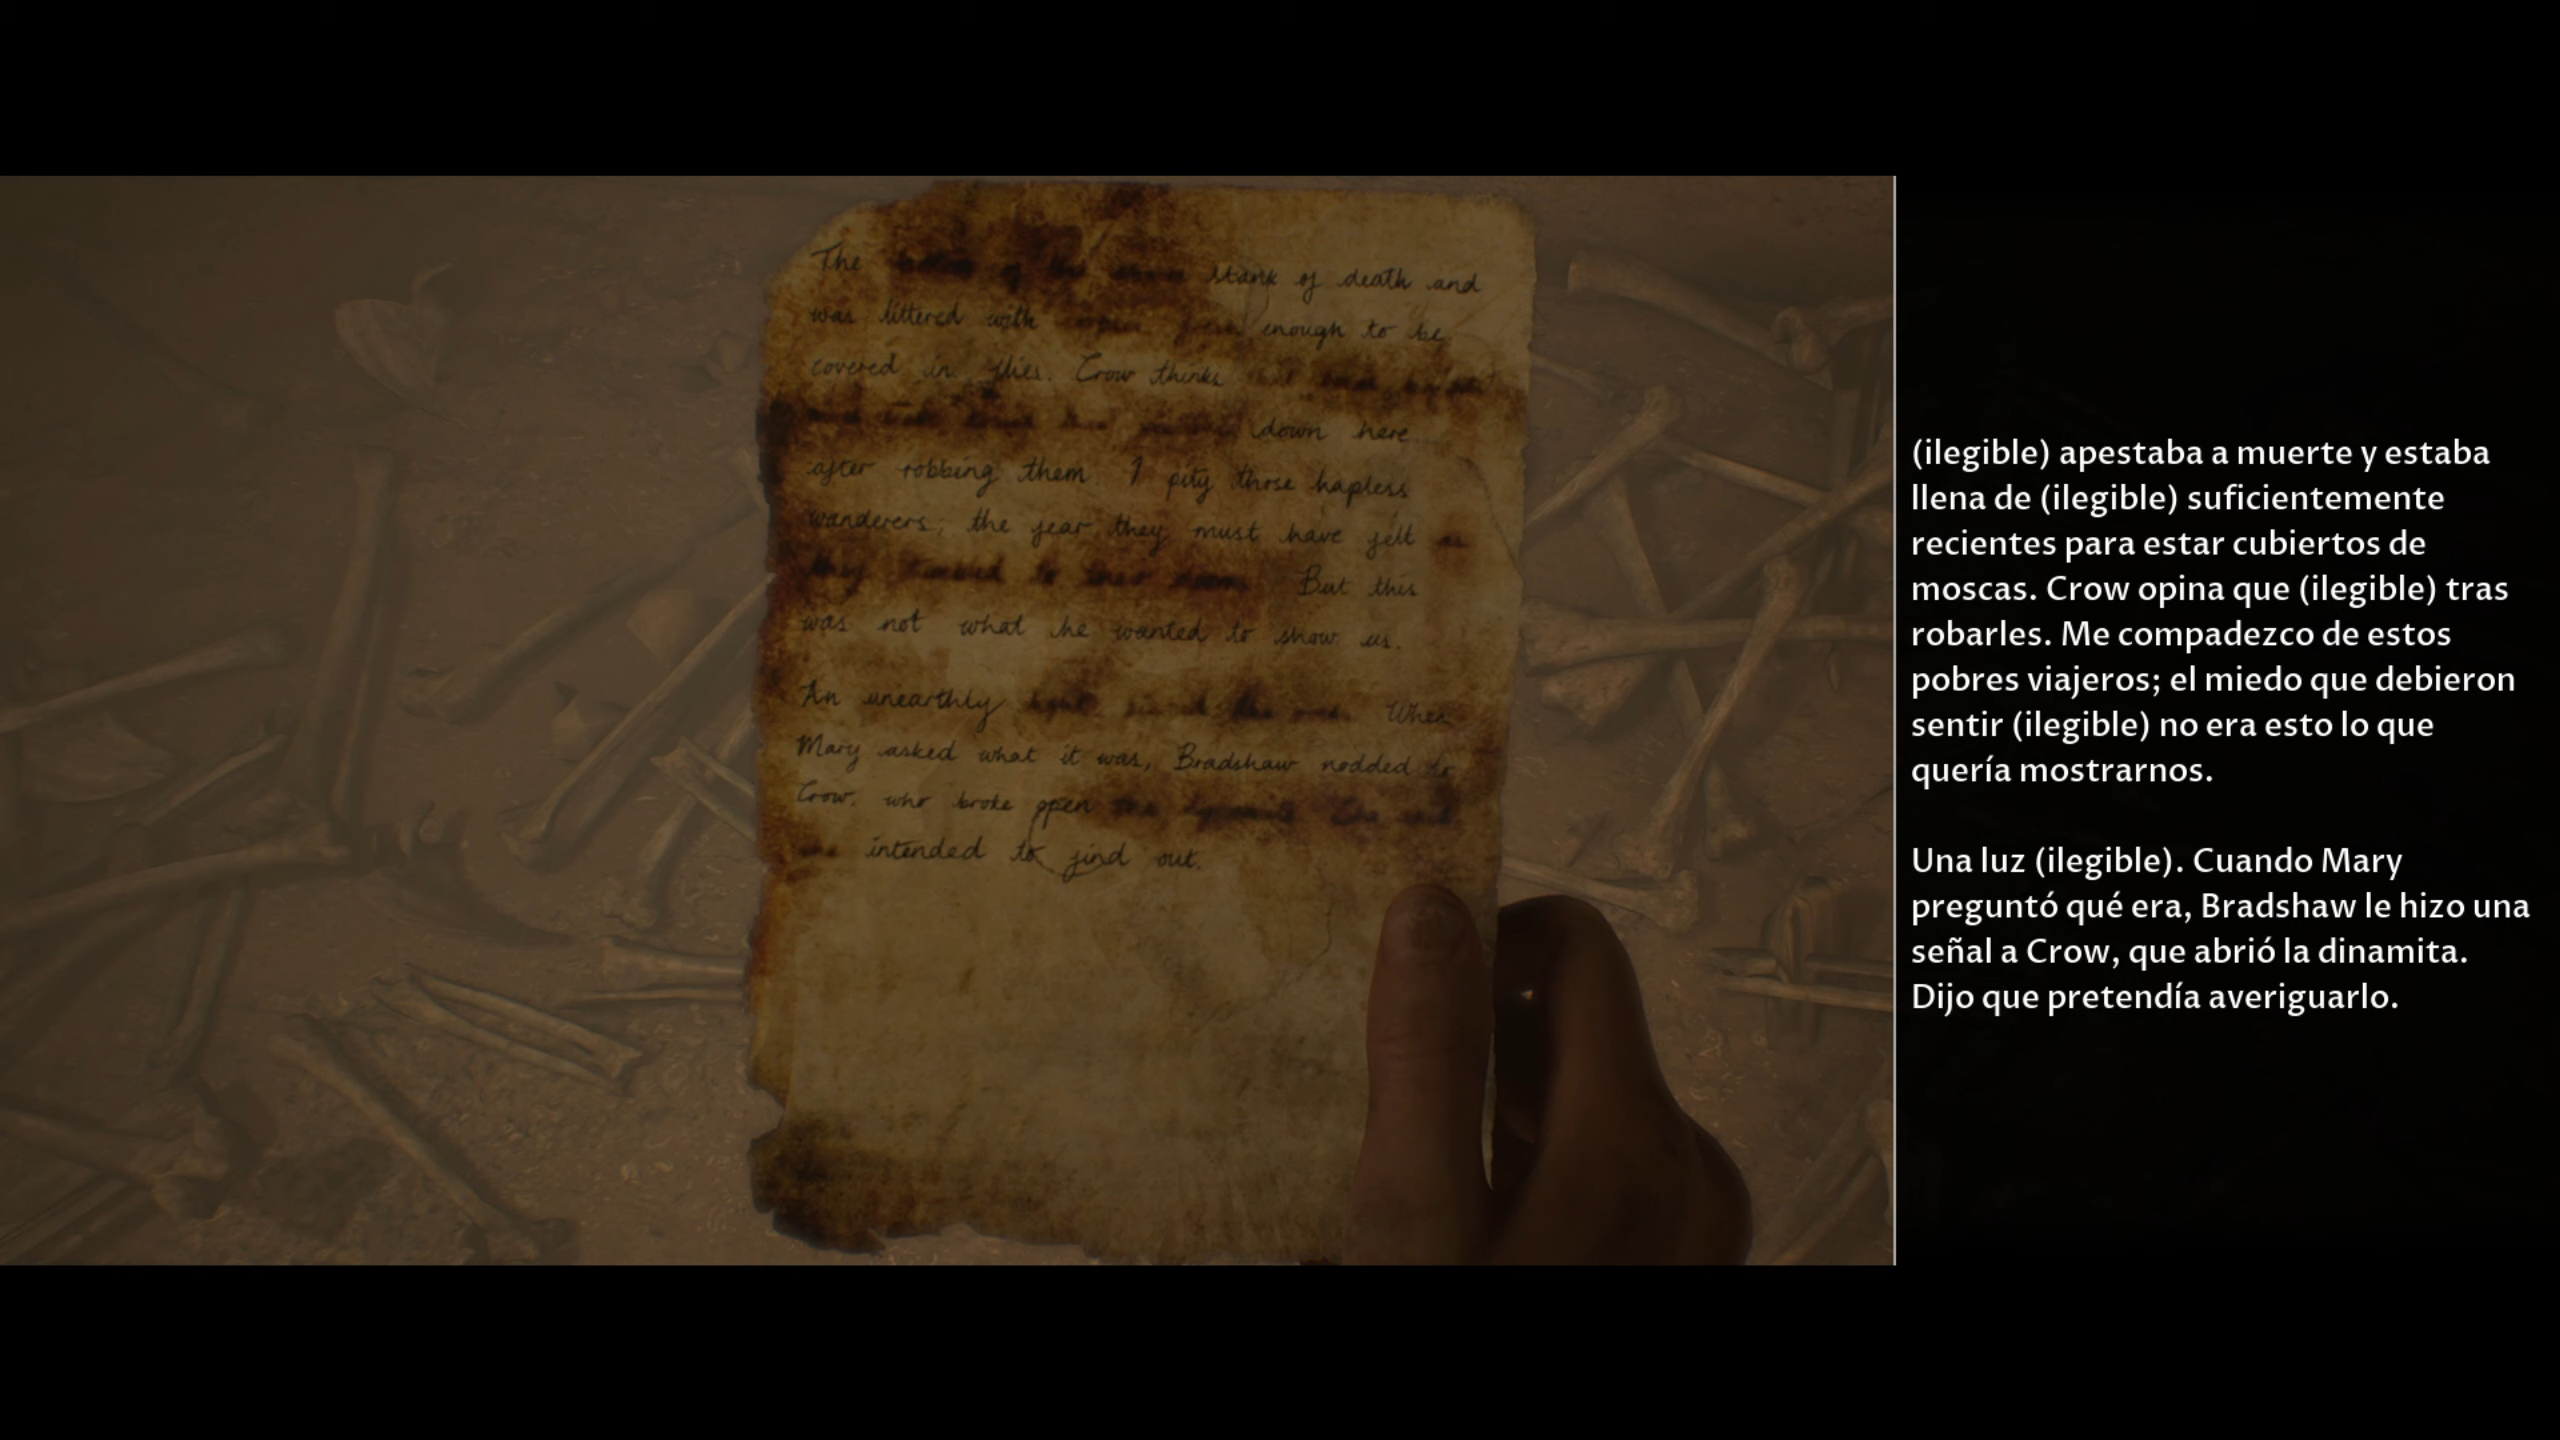 The stank of death and
was littered with enough to be
covered in flies. Crow thinks
down here
after robbing them. I pity those hapless
wanderers; the fear they must have felt as
But this
was not what he wanted to show us.
An unearthly When
Mary asked what it was, Bradshaw nodded to
Crow, who broke open
intended to find out.
(ilegible) apestaba a muerte y estaba
llena de (ilegible) suficientemente
recientes para estar cubiertos de
moscas. Crow opina que (ilegible) tras
robarles. Me compadezco de estos
pobres viajeros; el miedo que debieron
sentir (ilegible) no era esto lo que
quería mostrarnos.
Una luz (ilegible). Cuando Mary
preguntó qué era, Bradshaw le hizo una
señal a Crow, que abrió la dinamita.
Dijo que pretendía averiguarlo.